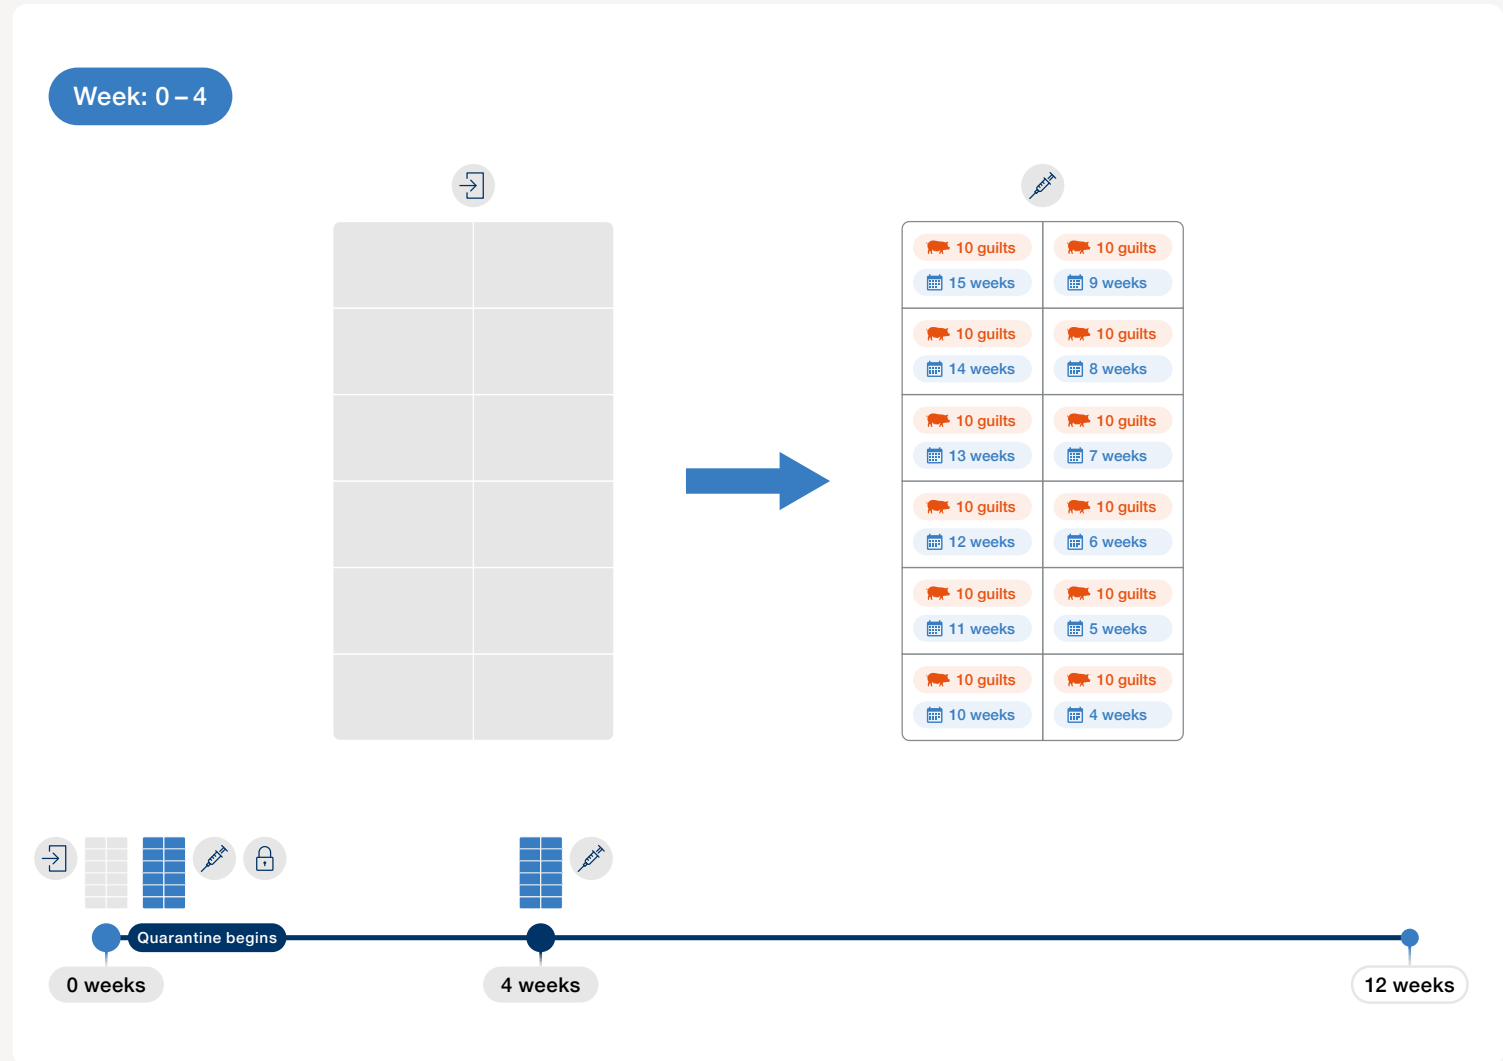 Week: 0 – 4
10 guilts 10 guilts
15 weeks 9 weeks
10 guilts 10 guilts
14 weeks 8 weeks
10 guilts 10 guilts
13 weeks 7 weeks
10 guilts 10 guilts
12 weeks 6 weeks
10 guilts 10 guilts
11 weeks 5 weeks
10 guilts 10 guilts
10 weeks 4 weeks
Quarantine begins
0 weeks 4 weeks 12 weeks